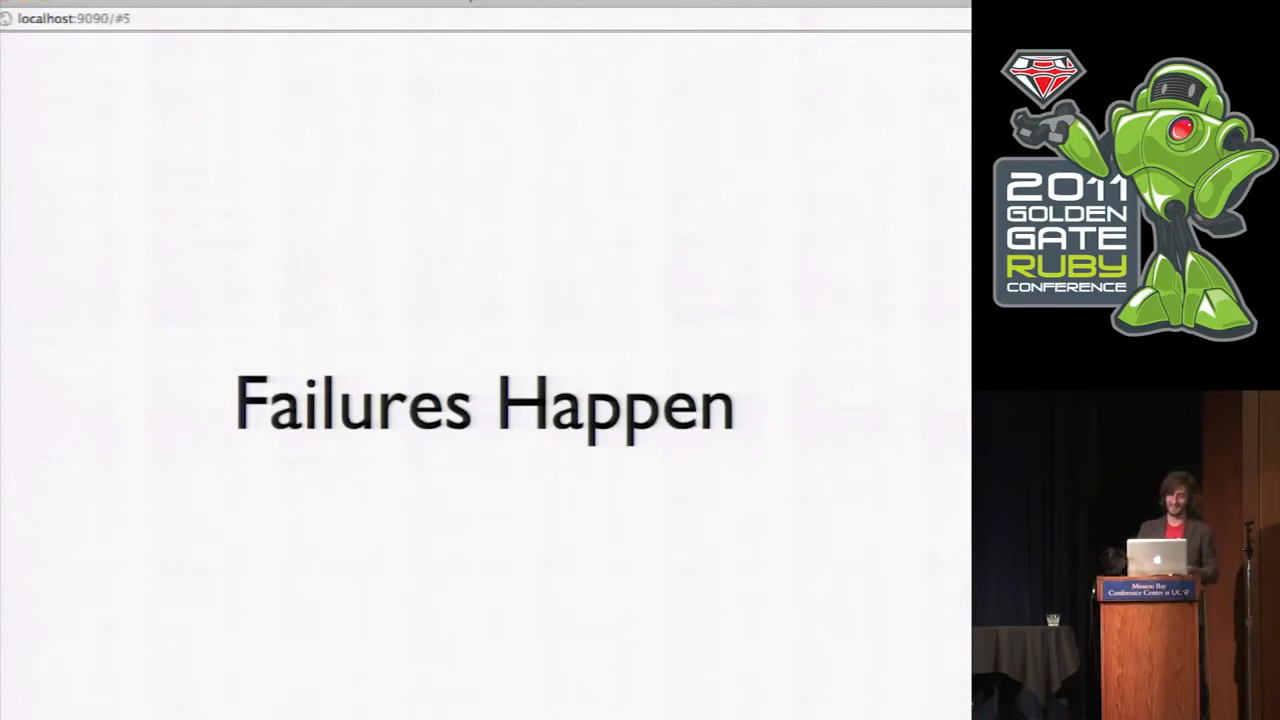 localhost:9090/#5
Failures Happen
2011
GOLDEN
GATE
RUBY
CONFERENCE
Mission Bay
Conference Center at UCSF